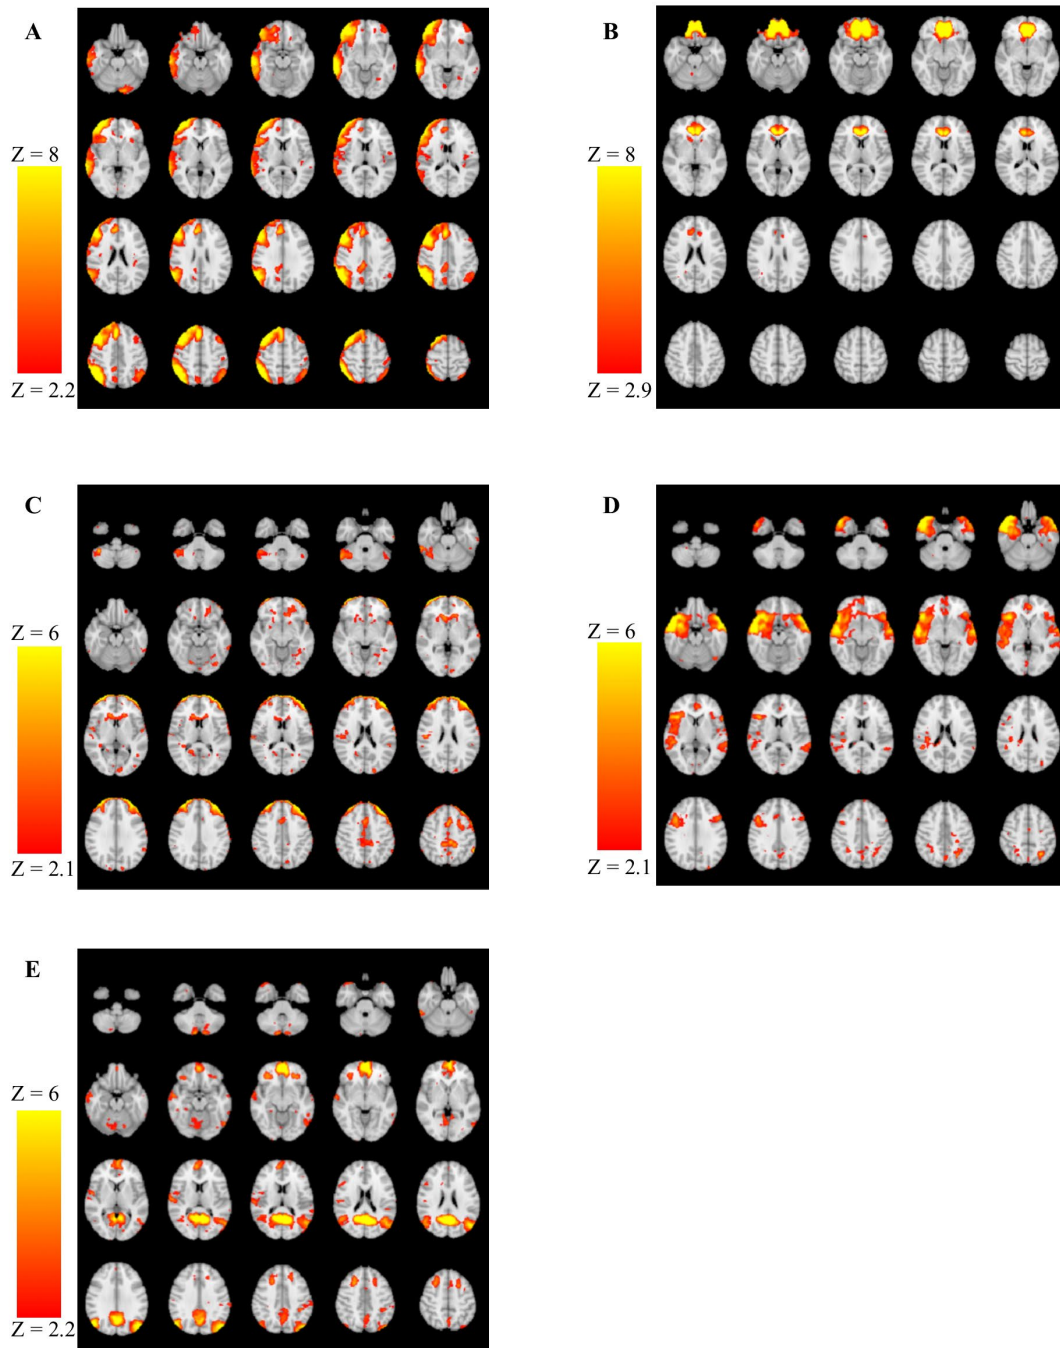 A
Z = 8
Z = 2.2
B
Z = 8
Z = 2.9
C
Z = 6
Z = 2.1
D
Z = 6
Z = 2.1
E
Z = 6
Z = 2.2